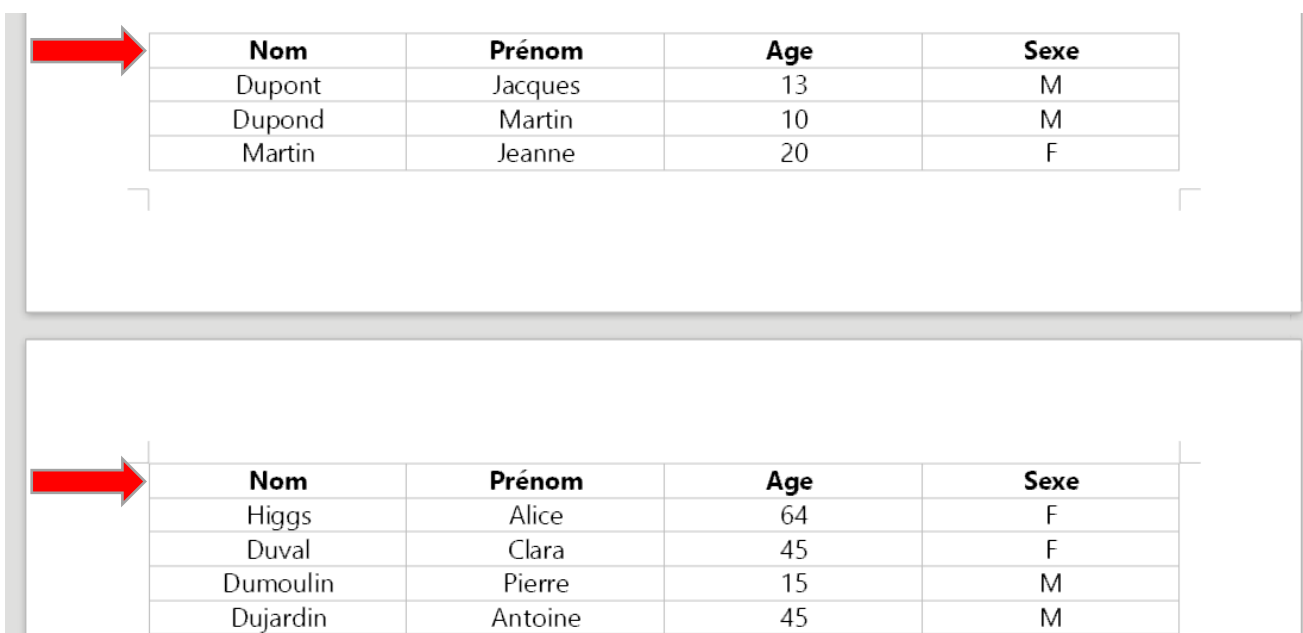 Nom Prénom Age Sexe
Dupont Jacques 13 M
Dupond Martin 10 M
Martin Jeanne 20 F
Nom Prénom Age Sexe
Higgs Alice 64 F
Duval Clara 45 F
Dumoulin Pierre 15 M
Dujardin Antoine 45 M